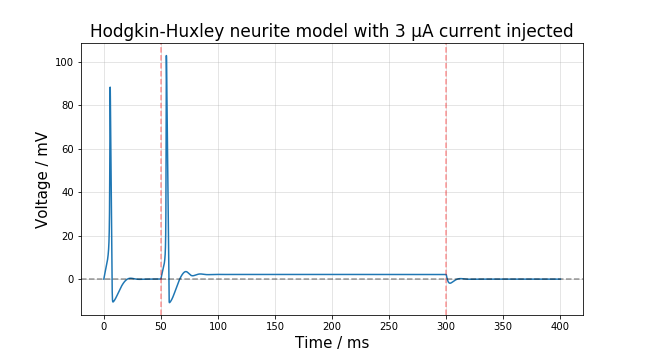 Hodgkin-Huxley neurite model with 3 μA current injected
Voltage / mV
100
80
60
40
20
0
0 50 100 150 200 250 300 350 400
Time / ms